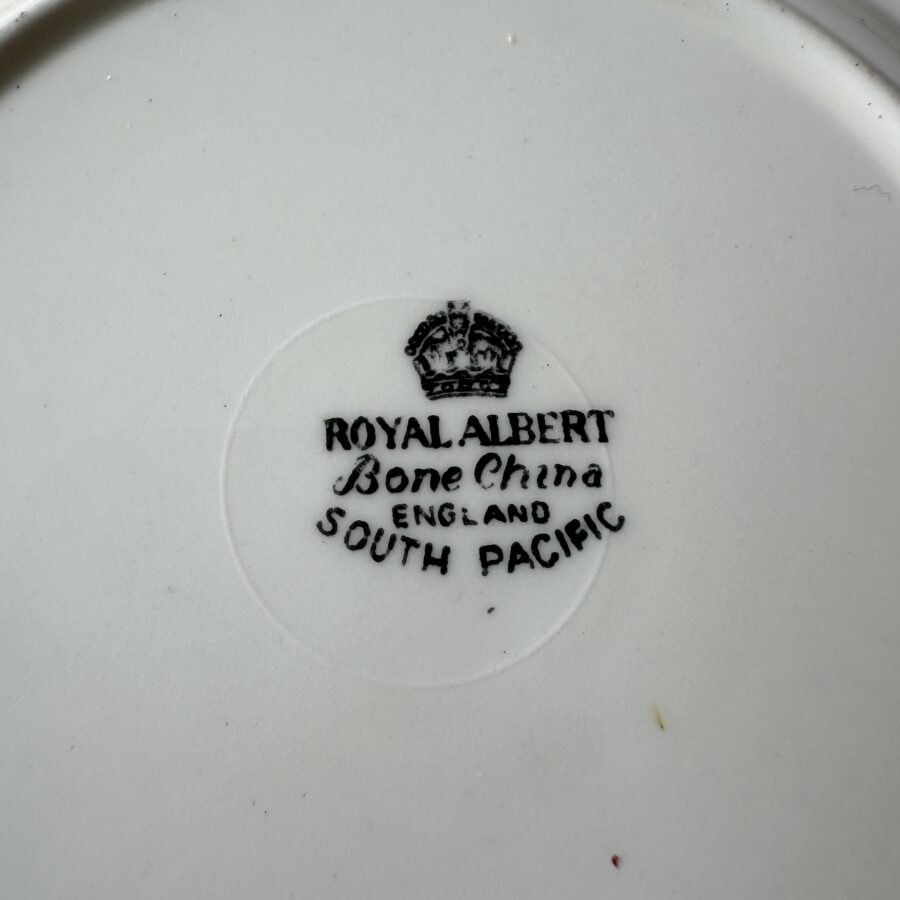 ROYAL ALBERT
Bone China
ENGLAND
SOUTH PACIFIC